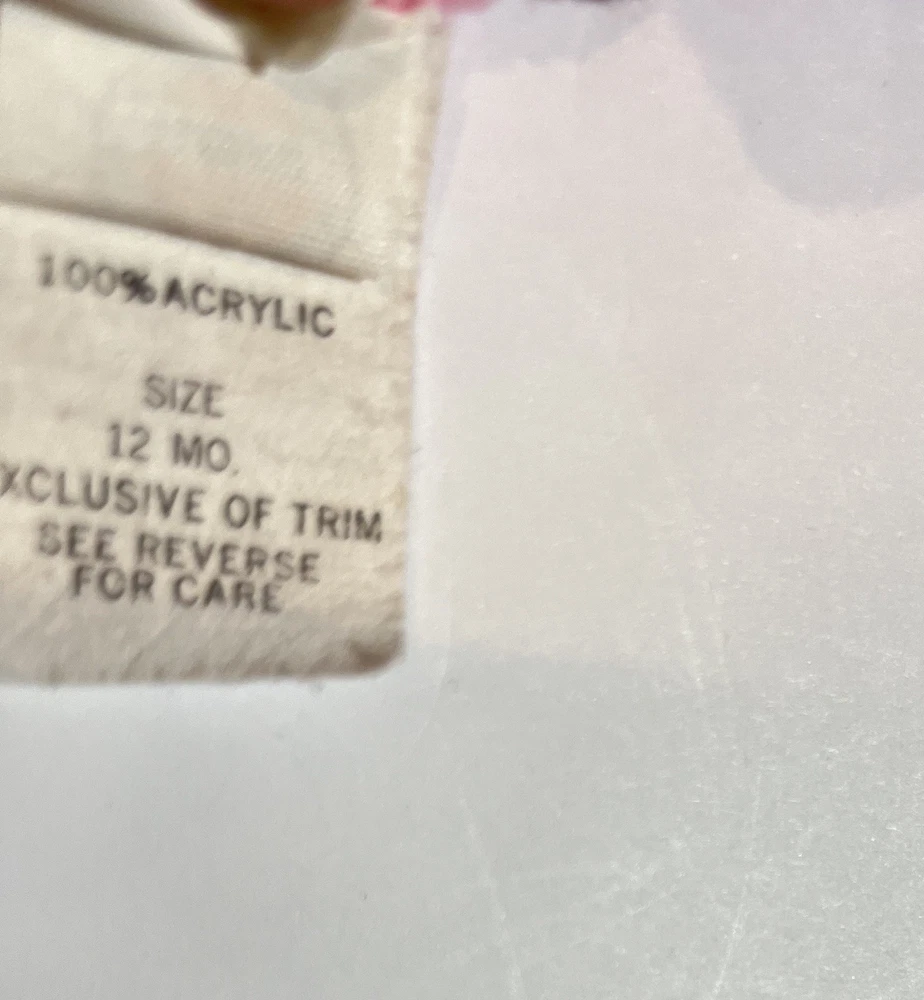 100% ACRYLIC
SIZE
12 MO.
XCLUSIVE OF TRIM
SEE REVERSE
FOR CARE